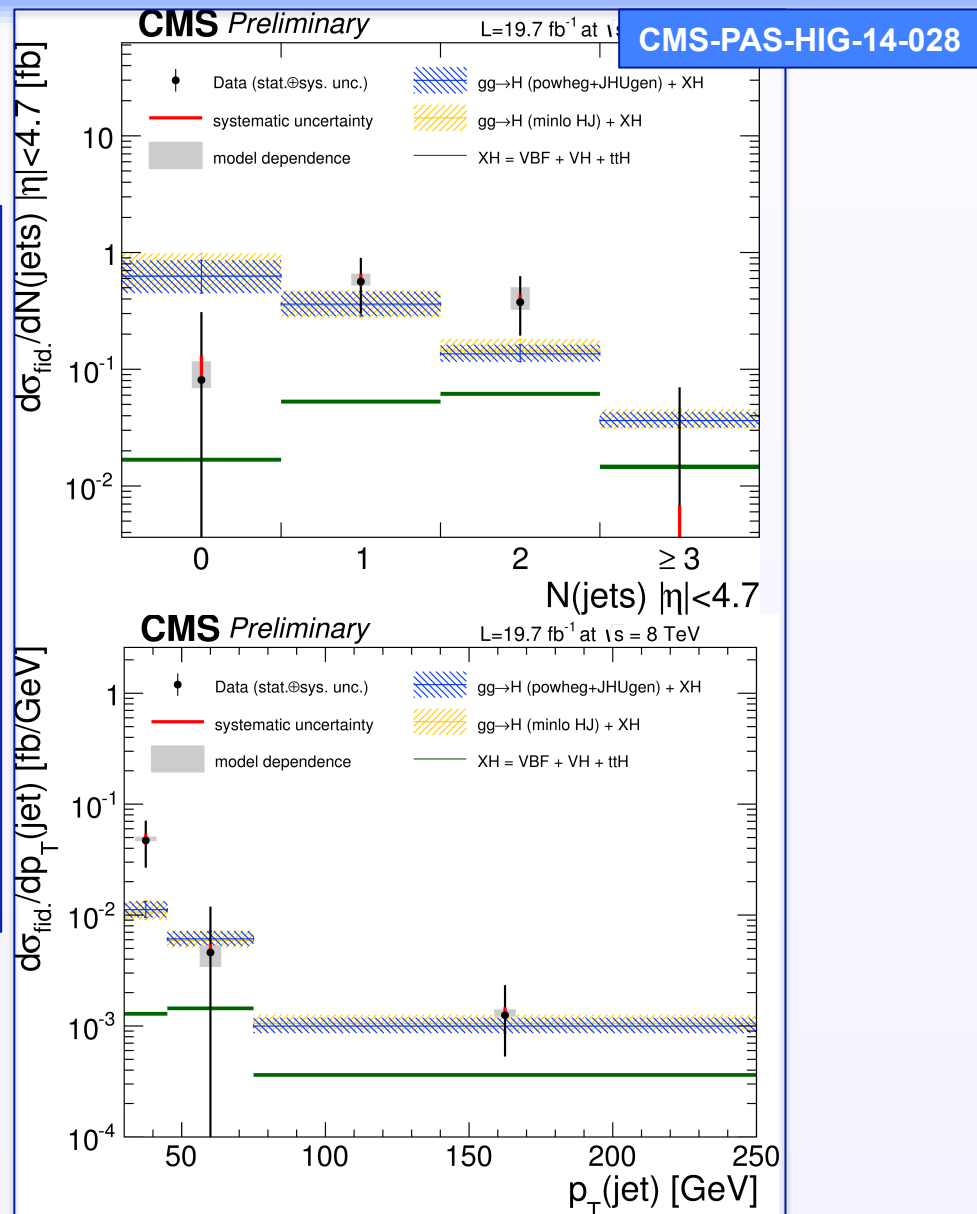 CMS Preliminary
L=19.7 fb⁻¹ at √s
CMS-PAS-HIG-14-028
dσfid./dN(jets) |η|<4.7 [fb]
Data (stat.⊕sys. unc.)
systematic uncertainty
model dependence
gg→H (powheg+JHUgen) + XH
gg→H (minlo HJ) + XH
XH = VBF + VH + ttH
10
1
10⁻¹
10⁻²
0 1 2 ≥ 3
N(jets) |η|<4.7
CMS Preliminary
L=19.7 fb⁻¹ at √s = 8 TeV
dσfid./dpT(jet) [fb/GeV]
Data (stat.⊕sys. unc.)
systematic uncertainty
model dependence
gg→H (powheg+JHUgen) + XH
gg→H (minlo HJ) + XH
XH = VBF + VH + ttH
1
10⁻¹
10⁻²
10⁻³
10⁻⁴
50 100 150 200 250
pT(jet) [GeV]